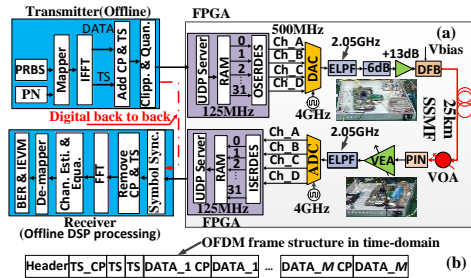 Transmitter(Offline)
DATA
PRBS
PN
Mapper
IFFT
TS
Add CP & TS
Clipp. & Quan.
Digital back to back
BER & EVM
De-mapper
Chan. Esti. & Equa.
FFT
Remove CP & TS
Symbol Sync.
Receiver
(Offline DSP processing)
FPGA
(a)
UDP Server
RAM
0
1
2
...
31
OSERDES
125MHz
500MHz
Ch_A
Ch_B
Ch_C
Ch_D
DAC
4GHz
2.05GHz
ELPF
6dB
+13dB
Vbias
DFB
25km
SSMF
VOA
PIN
VEA
2.05GHz
ELPF
ADC
4GHz
Ch_A
Ch_B
Ch_C
Ch_D
UDP Server
RAM
0
1
2
...
31
ISERDES
125MHz
FPGA
OFDM frame structure in time-domain
(b)
Header TS_CP TS TS DATA_1 CP DATA_1 ... DATA_M CP DATA_M